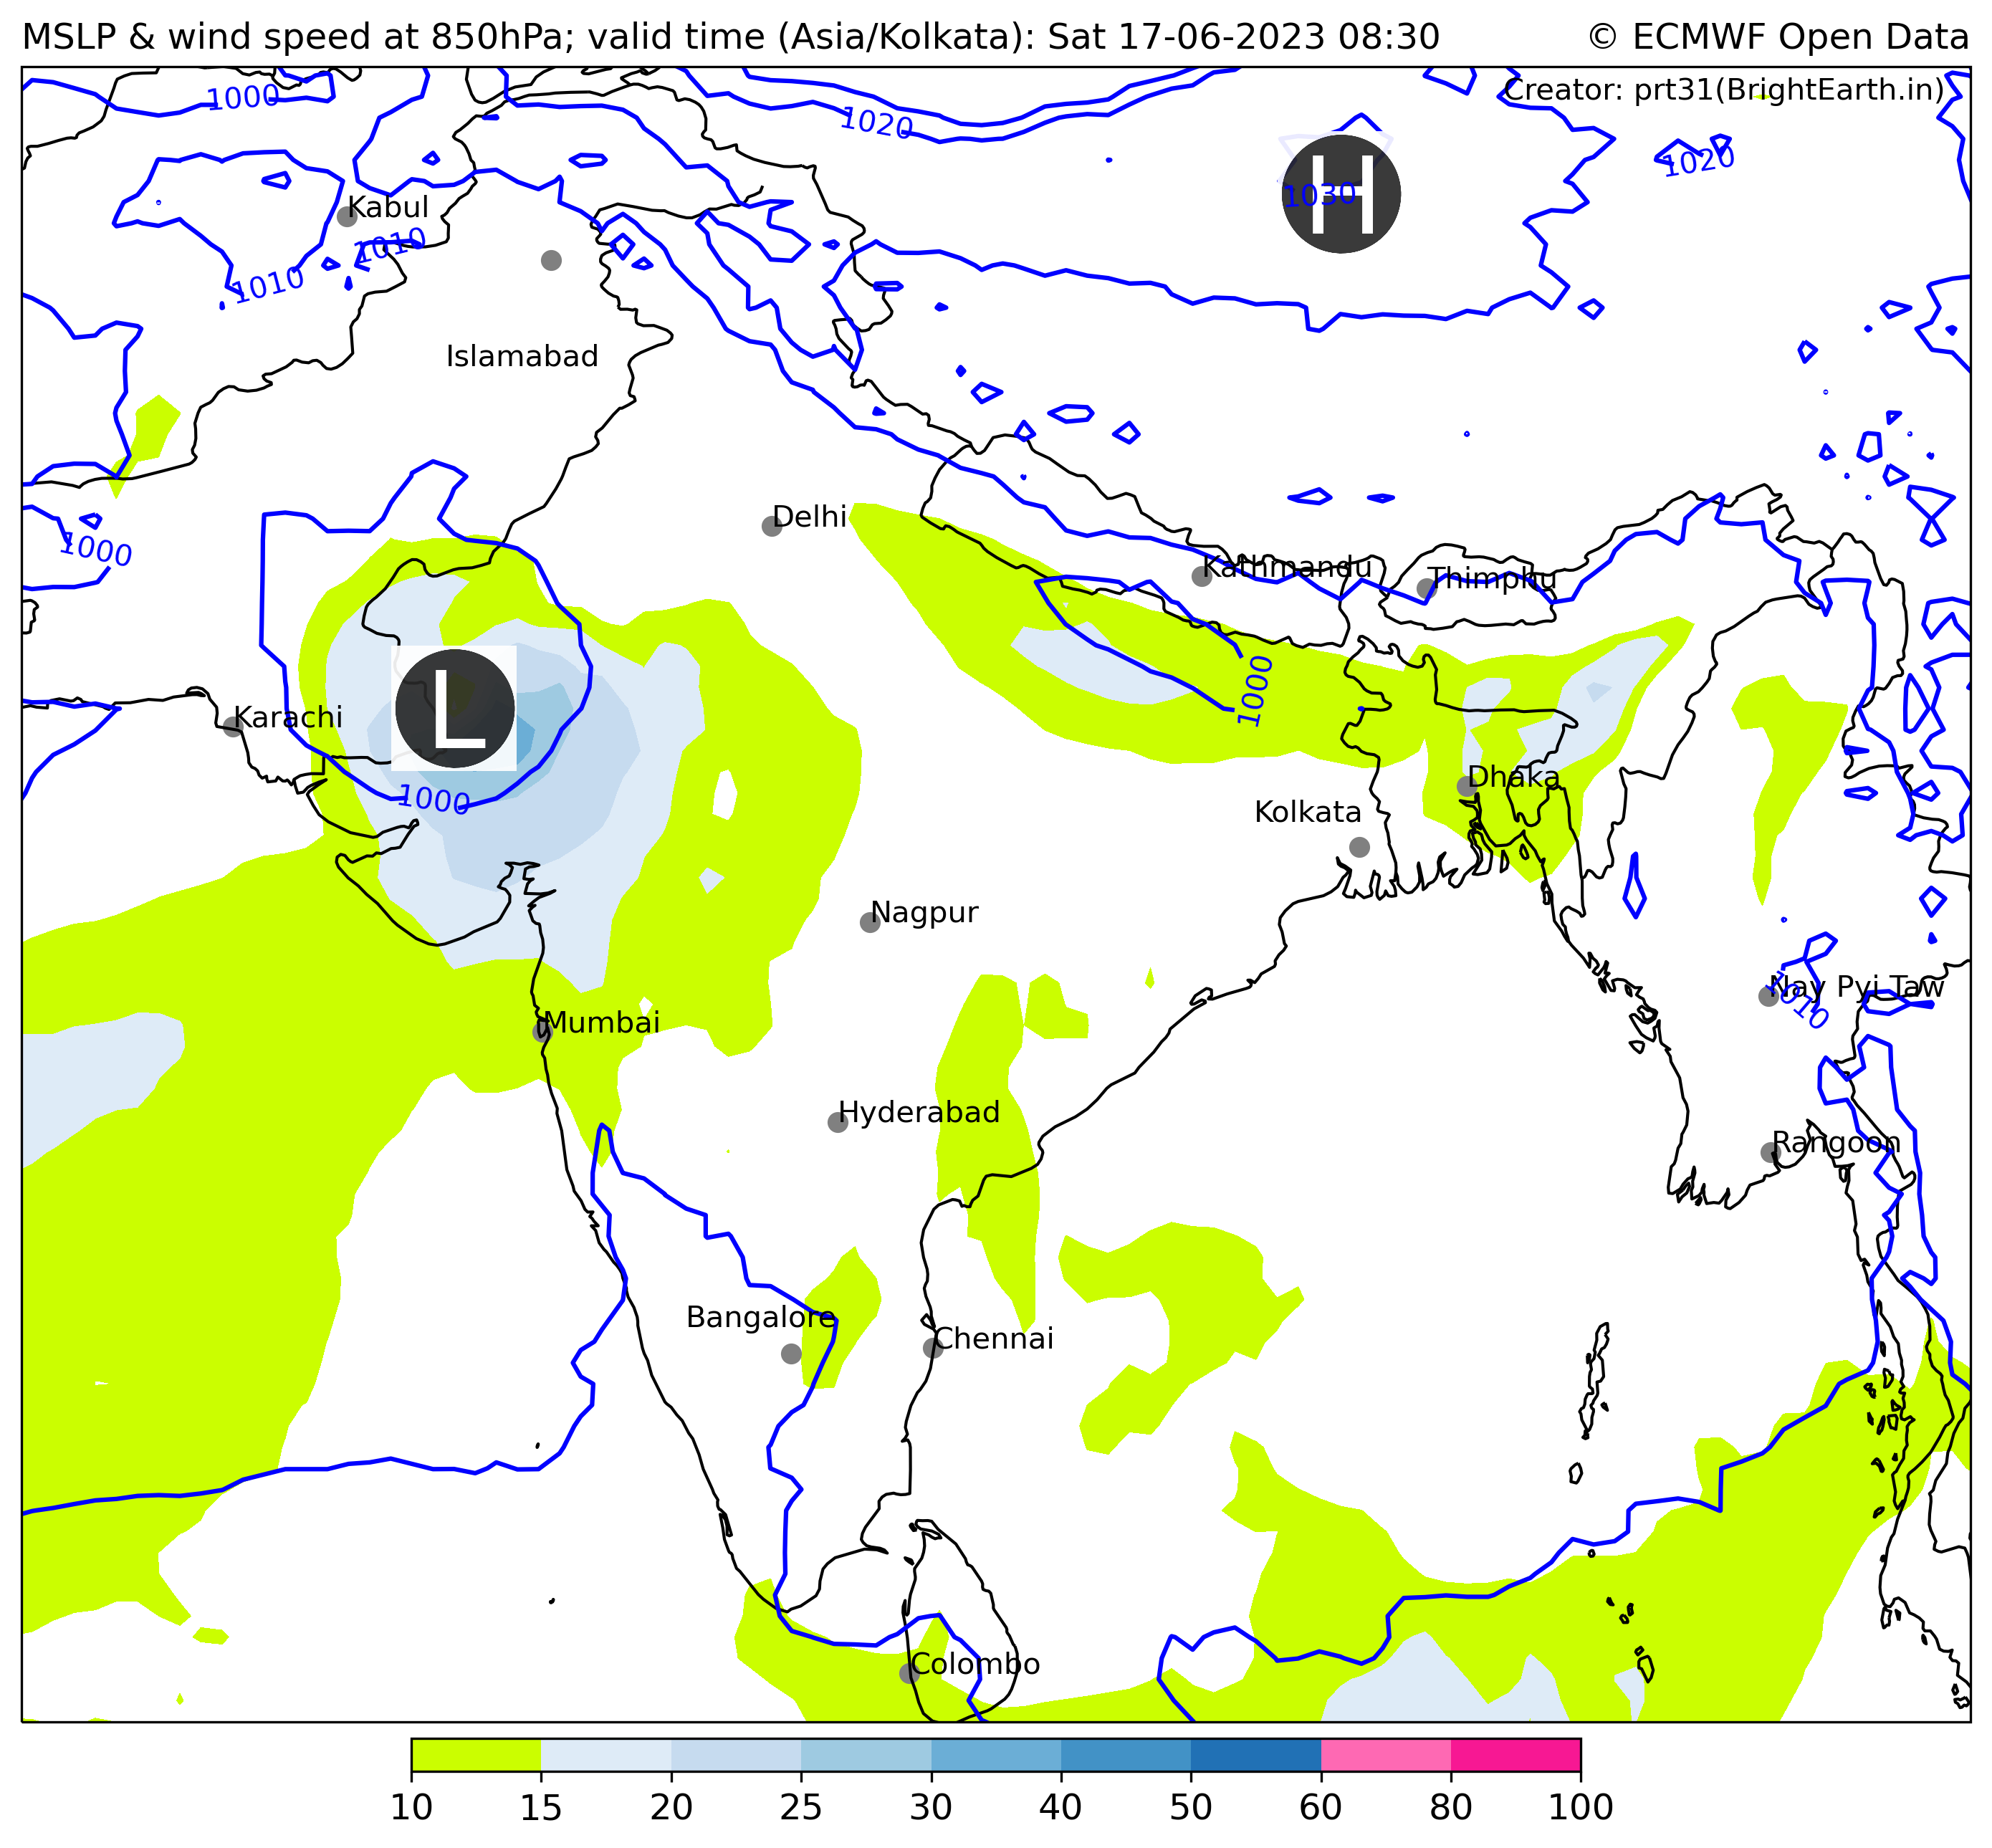 MSLP & wind speed at 850hPa; valid time (Asia/Kolkata): Sat 17-06-2023 08:30
© ECMWF Open Data
Creator: prt31(BrightEarth.in)
1000
1020
1020
H
1030
Kabul
1010
1010
Islamabad
Delhi
1000
Kathmandu
Thimphu
1000
L
Karachi
1000
Dhaka
Kolkata
Nagpur
Nay Pyi Taw
1010
Mumbai
Hyderabad
Rangoon
Bangalore
Chennai
Colombo
10 15 20 25 30 40 50 60 80 100